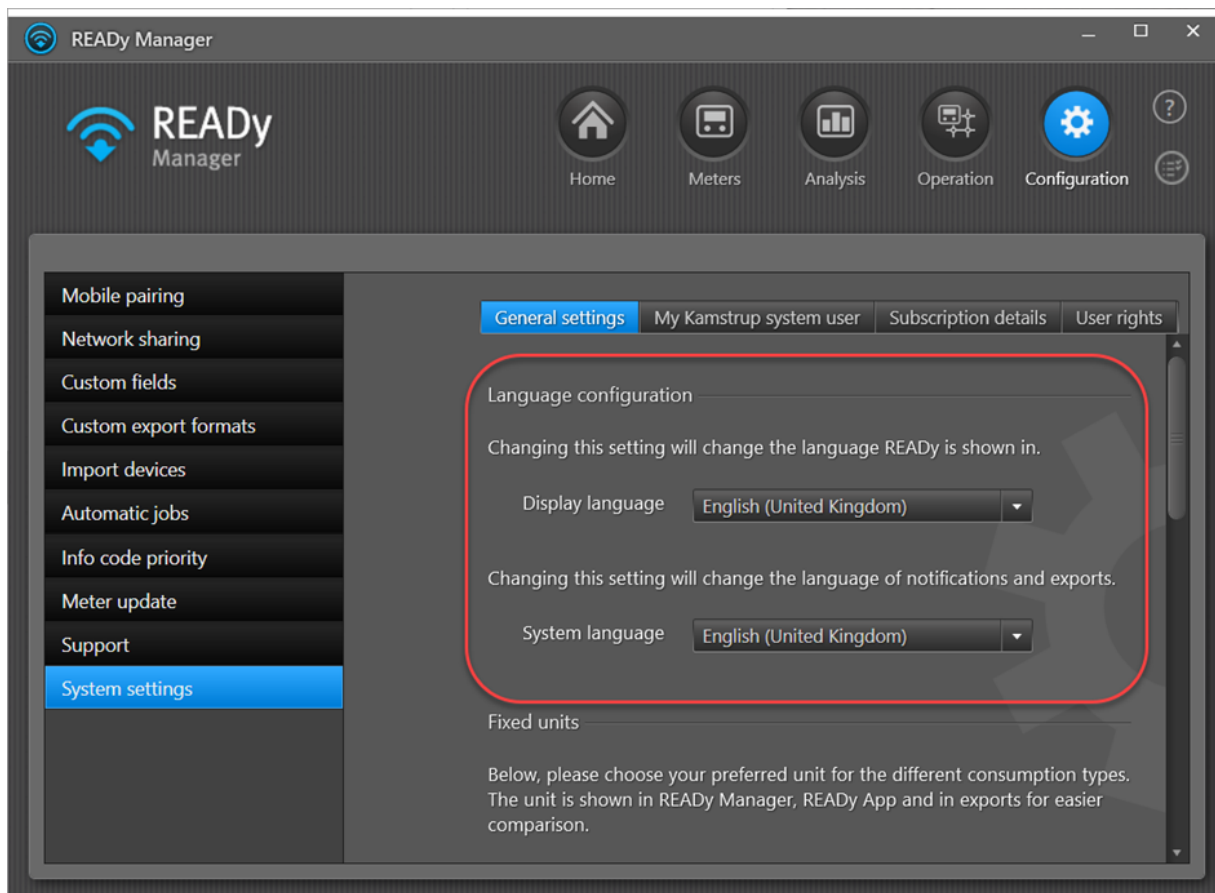 READy Manager
READy
Manager
Home
Meters
Analysis
Operation
Configuration
?
Mobile pairing
Network sharing
Custom fields
Custom export formats
Import devices
Automatic jobs
Info code priority
Meter update
Support
System settings
General settings
My Kamstrup system user
Subscription details
User rights
Language configuration
Changing this setting will change the language READy is shown in.
Display language
English (United Kingdom)
Changing this setting will change the language of notifications and exports.
System language
English (United Kingdom)
Fixed units
Below, please choose your preferred unit for the different consumption types.
The unit is shown in READy Manager, READy App and in exports for easier
comparison.